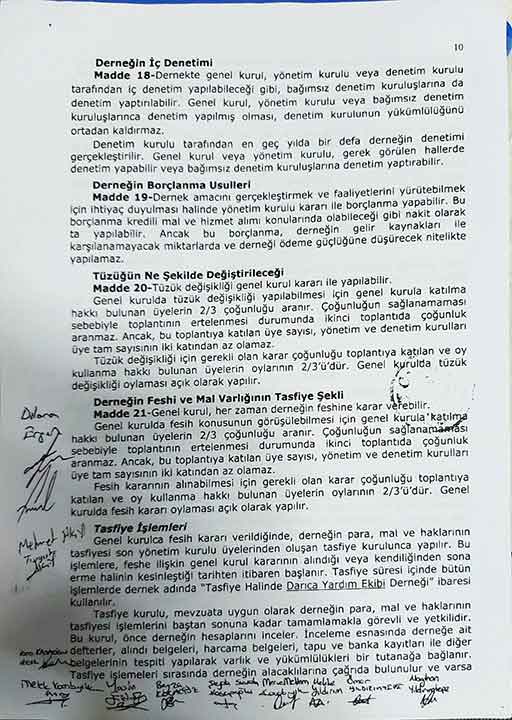 10
Derneğin İç Denetimi
Madde 18-Dernekte genel kurul, yönetim kurulu veya denetim kurulu
tarafından iç denetim yapılabileceği gibi, bağımsız denetim kuruluşlarına da
denetim yaptırılabilir. Genel kurul, yönetim kurulu veya bağımsız denetim
kuruluşlarınca denetim yapılmış olması, denetim kurulunun yükümlülüğünü
ortadan kaldırmaz.
Denetim kurulu tarafından en geç yılda bir defa derneğin denetimi
gerçekleştirilir. Genel kurul veya yönetim kurulu, gerek görülen hallerde
denetim yapabilir veya bağımsız denetim kuruluşlarına denetim yaptırabilir.
Derneğin Borçlanma Usulleri
Madde 19-Dernek amacını gerçekleştirmek ve faaliyetlerini yürütebilmek
için ihtiyaç duyulması halinde yönetim kurulu kararı ile borçlanma yapabilir. Bu
borçlanma kredili mal ve hizmet alımı konularında olabileceği gibi nakit olarak
ta yapılabilir. Ancak bu borçlanma, derneğin gelir kaynakları ile
karşılanamayacak miktarlarda ve derneği ödeme güçlüğüne düşürecek nitelikte
yapılamaz.
Tüzüğün Ne Şekilde Değiştirileceği
Madde 20-Tüzük değişikliği genel kurul kararı ile yapılabilir.
Genel kurulda tüzük değişikliği yapılabilmesi için genel kurula katılma
hakkı bulunan üyelerin 2/3 çoğunluğu aranır. Çoğunluğun sağlanamaması
sebebiyle toplantının ertelenmesi durumunda ikinci toplantıda çoğunluk
aranmaz. Ancak, bu toplantıya katılan üye sayısı, yönetim ve denetim kurulları
üye tam sayısının iki katından az olamaz.
Tüzük değişikliği için gerekli olan karar çoğunluğu toplantıya katılan ve oy
kullanma hakkı bulunan üyelerin oylarının 2/3'ü'dür. Genel kurulda tüzük
değişikliği oylaması açık olarak yapılır.
Derneğin Feshi ve Mal Varlığının Tasfiye Şekli
Madde 21-Genel kurul, her zaman derneğin feshine karar verebilir.
Genel kurulda fesih konusunun görüşülebilmesi için genel kurula katılma
hakkı bulunan üyelerin 2/3 çoğunluğu aranır. Çoğunluğun sağlanamaması
sebebiyle toplantının ertelenmesi durumunda ikinci toplantıda çoğunluk
aranmaz. Ancak, bu toplantıya katılan üye sayısı, yönetim ve denetim kurulları
üye tam sayısının iki katından az olamaz.
Fesih kararının alınabilmesi için gerekli olan karar çoğunluğu toplantıya
katılan ve oy kullanma hakkı bulunan üyelerin oylarının 2/3'ü'dür. Genel
kurulda fesih oylaması açık olarak yapılır.
Tasfiye İşlemleri
Genel kurulca fesih kararı verildiğinde, derneğin para, mal ve haklarının
tasfiyesi son yönetim kurulu üyelerinden oluşan tasfiye kurulunca yapılır. Bu
işlemlere, feshe ilişkin genel kurul kararının alındığı veya kendiliğinden sona
erme halinin kesinleştiği tarihten itibaren başlanır. Tasfiye süresi içinde bütün
işlemlerde dernek adında "Tasfiye Halinde Darıca Yardım Ekibi Derneği" ibaresi
kullanılır.
Tasfiye kurulu, mevzuata uygun olarak derneğin para, mal ve haklarının
tasfiyesi işlemlerini baştan sonuna kadar tamamlamakla görevli ve yetkilidir.
Bu kurul, önce derneğin hesaplarını inceler. İnceleme esnasında derneğe ait
defterler, alındı belgeleri, harcama belgeleri, tapu ve banka kayıtları ile diğer
belgelerinin tespiti yapılarak varlık ve yükümlülükleri bir tutanağa bağlanır.
Tasfiye işlemleri sırasında derneğin alacaklılarına çağrıda bulunulur ve varsa
Dilara
Mehmet
Yasin
Beyza
Ömer